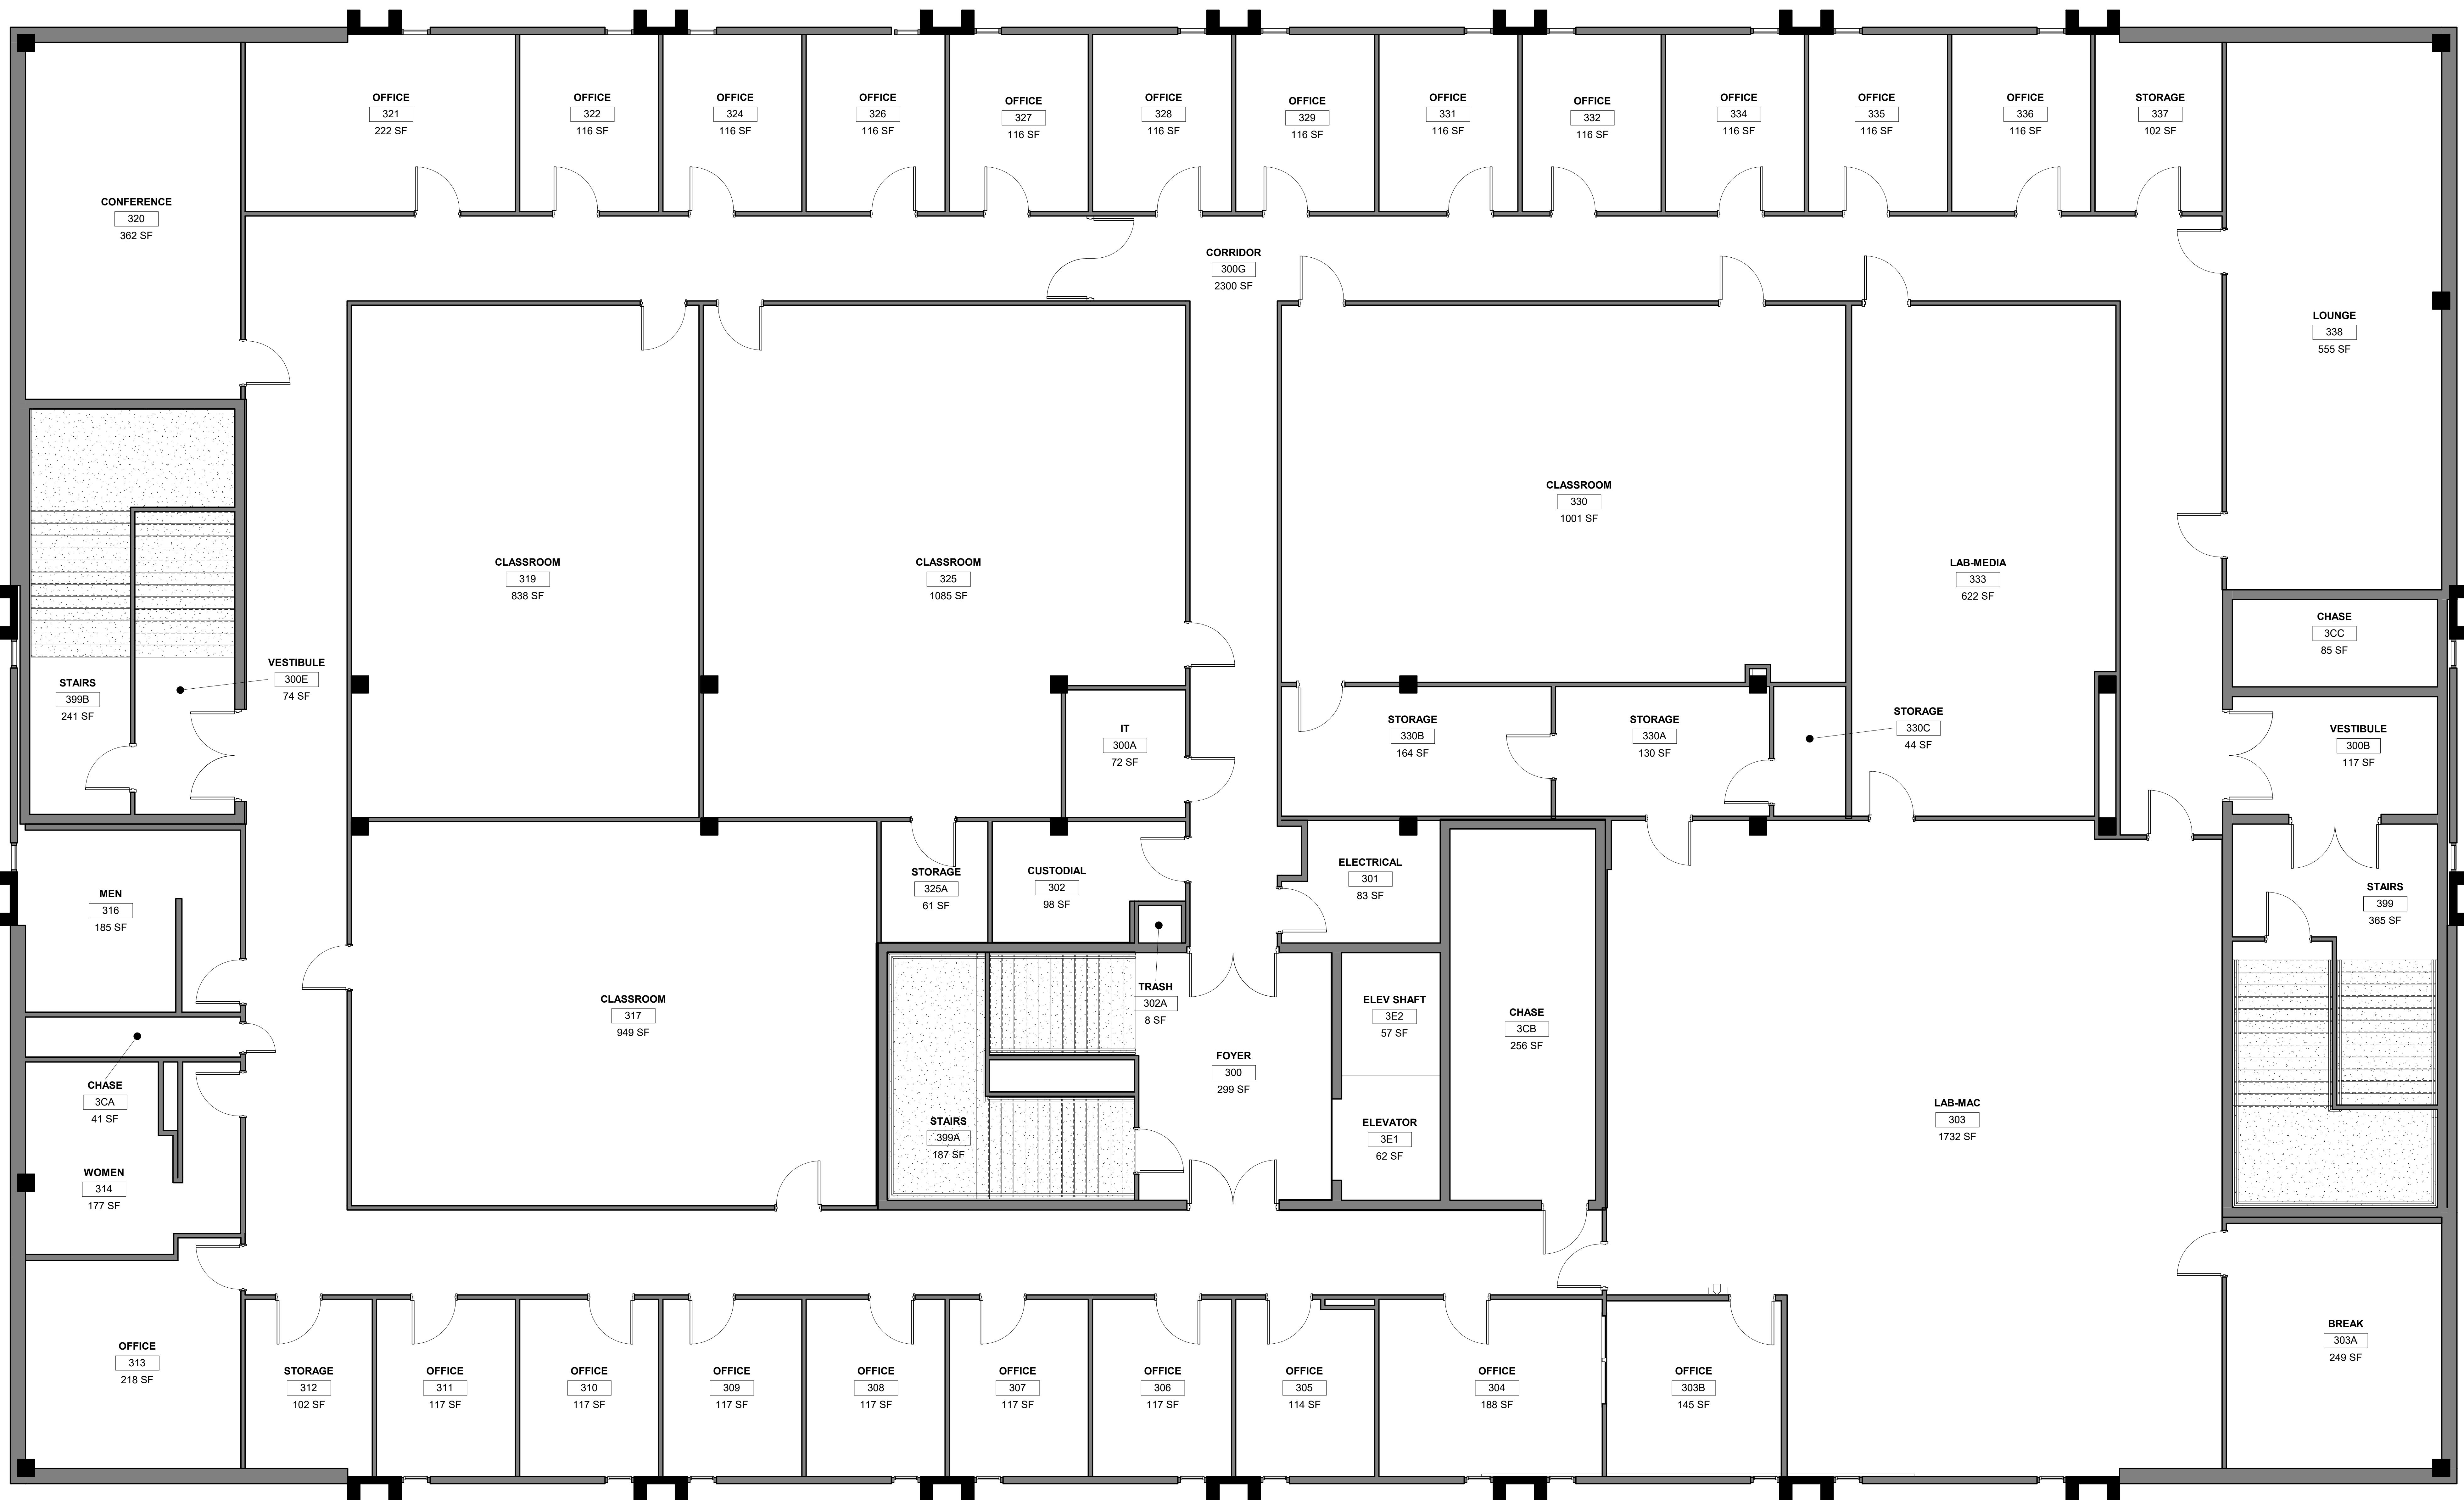 OFFICE
321
222 SF
OFFICE
322
116 SF
OFFICE
324
116 SF
OFFICE
326
116 SF
OFFICE
327
116 SF
OFFICE
328
116 SF
OFFICE
329
116 SF
OFFICE
331
116 SF
OFFICE
332
116 SF
OFFICE
334
116 SF
OFFICE
335
116 SF
OFFICE
336
116 SF
STORAGE
337
102 SF
CONFERENCE
320
362 SF
CORRIDOR
300G
2300 SF
LOUNGE
338
555 SF
CLASSROOM
319
838 SF
CLASSROOM
325
1085 SF
CLASSROOM
330
1001 SF
LAB-MEDIA
333
622 SF
CHASE
3CC
85 SF
VESTIBULE
300E
74 SF
STAIRS
399B
241 SF
IT
300A
72 SF
STORAGE
330B
164 SF
STORAGE
330A
130 SF
STORAGE
330C
44 SF
VESTIBULE
300B
117 SF
MEN
316
185 SF
STORAGE
325A
61 SF
CUSTODIAL
302
98 SF
ELECTRICAL
301
83 SF
STAIRS
399
365 SF
CLASSROOM
317
949 SF
TRASH
302A
8 SF
ELEV SHAFT
3E2
57 SF
CHASE
3CB
256 SF
FOYER
300
299 SF
CHASE
3CA
41 SF
STAIRS
399A
187 SF
ELEVATOR
3E1
62 SF
LAB-MAC
303
1732 SF
WOMEN
314
177 SF
OFFICE
313
218 SF
STORAGE
312
102 SF
OFFICE
311
117 SF
OFFICE
310
117 SF
OFFICE
309
117 SF
OFFICE
308
117 SF
OFFICE
307
117 SF
OFFICE
306
117 SF
OFFICE
305
114 SF
OFFICE
304
188 SF
OFFICE
303B
145 SF
BREAK
303A
249 SF